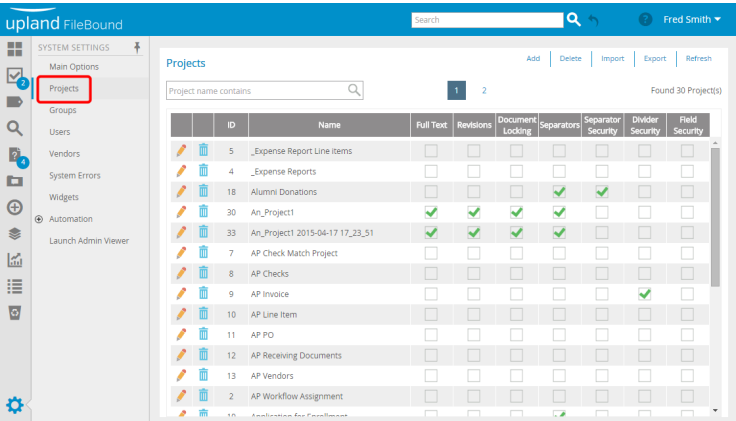 upland FileBound
Search
Fred Smith
SYSTEM SETTINGS
Main Options
Projects
Groups
Users
Vendors
System Errors
Widgets
Automation
Launch Admin Viewer
2
4
Projects
Add Delete Import Export Refresh
Project name contains
1 2
Found 30 Project(s)
ID Name Full Text Revisions Document Locking Separators Separator Security Divider Security Field Security
5 _Expense Report Line items
4 _Expense Reports
18 Alumni Donations
30 An_Project1
33 An_Project1 2015-04-17 17_23_51
7 AP Check Match Project
8 AP Checks
9 AP Invoice
10 AP Line Item
11 AP PO
12 AP Receiving Documents
13 AP Vendors
2 AP Workflow Assignment
Application for Enrollment